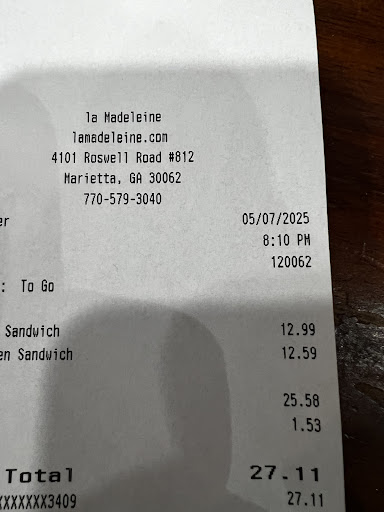 la Madeleine
lamadeleine.com
4101 Roswell Road #812
Marietta, GA 30062
770-579-3040
er 05/07/2025
8:10 PM
120062
: To Go
Sandwich 12.99
en Sandwich 12.59
25.58
1.53
Total 27.11
XXXXXXX3409 27.11